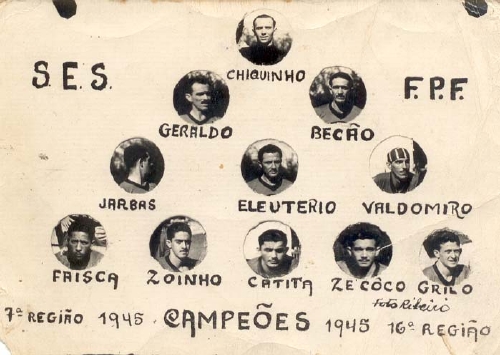 CHIQUINHO
S.E.S.
F.P.F.
GERALDO BECÃO
JARBAS ELEUTERIO VALDOMIRO
FAISCA ZOINHO CATITA ZE COCO GRILO
Foto Ribeiro
7ª REGIÃO 1945. CAMPEÕES 1945 16ª REGIÃO